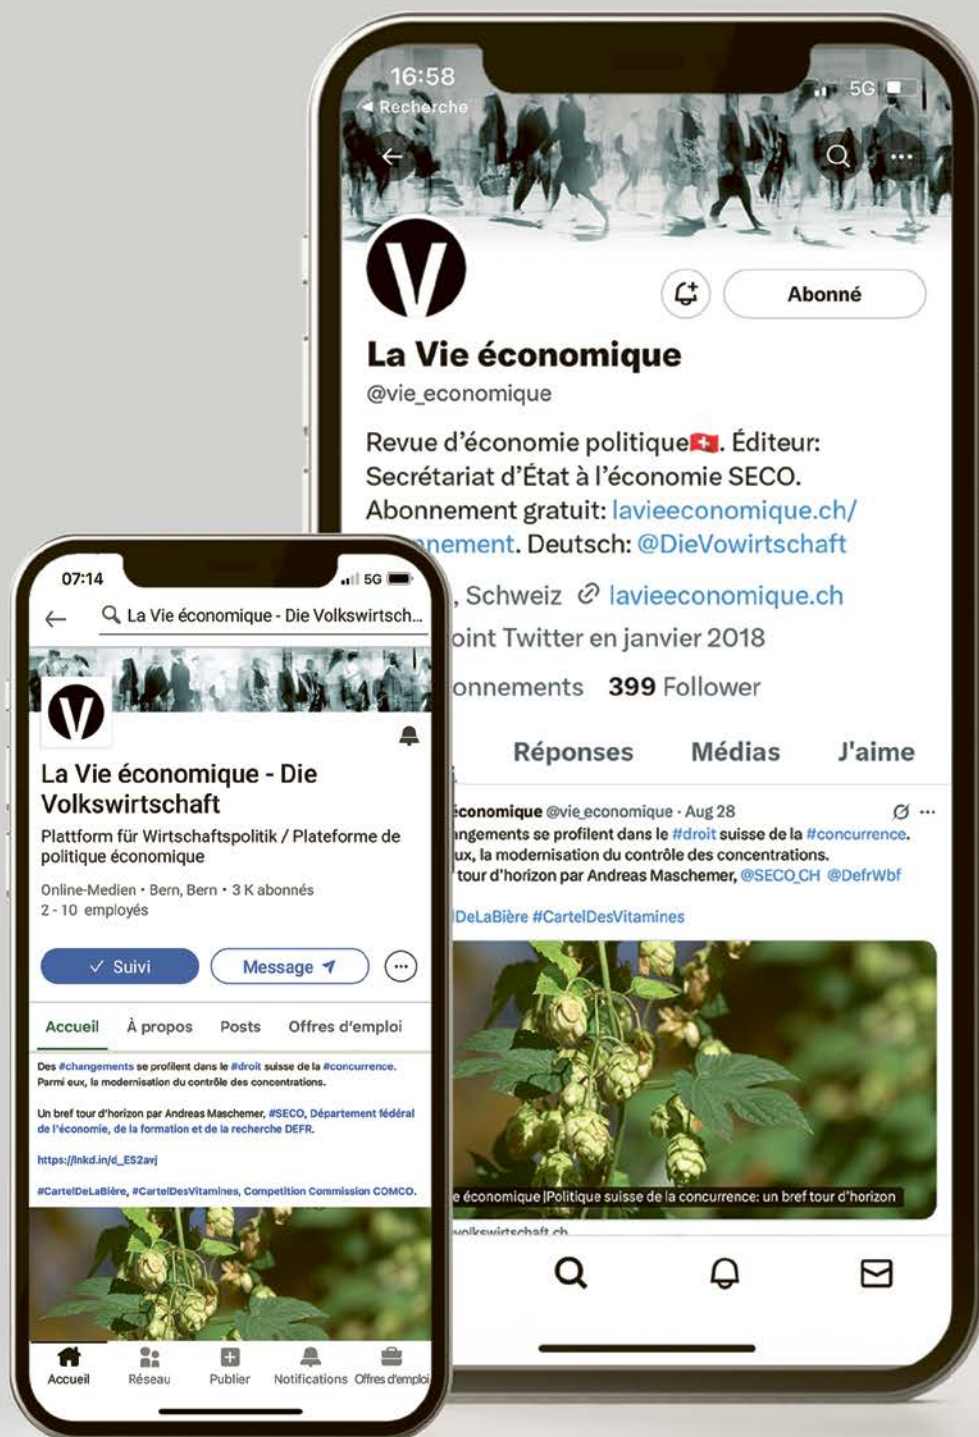 16:58
5G
Recherche
V
Abonné
La Vie économique
@vie_economique
Revue d'économie politique🇨🇭. Éditeur:
Secrétariat d'État à l'économie SECO.
Abonnement gratuit: lavieeconomique.ch/
nement. Deutsch: @DieVowirtschaft
, Schweiz lavieeconomique.ch
oint Twitter en janvier 2018
onnements 399 Follower
Réponses Médias J'aime
économique @vie_economique · Aug 28
angements se profilent dans le #droit suisse de la #concurrence.
ux, la modernisation du contrôle des concentrations.
tour d'horizon par Andreas Maschemer, @SECO_CH @DefrWbf
DeLaBière #CartelDesVitamines
e économique |Politique suisse de la concurrence: un bref tour d'horizon
volkswirtschaft.ch
07:14
5G
La Vie économique - Die Volkswirtsch...
V
La Vie économique - Die
Volkswirtschaft
Plattform für Wirtschaftspolitik / Plateforme de
politique économique
Online-Medien • Bern, Bern • 3 K abonnés
2 - 10 employés
Suivi Message
Accueil À propos Posts Offres d'emploi
Des #changements se profilent dans le #droit suisse de la #concurrence.
Parmi eux, la modernisation du contrôle des concentrations.
Un bref tour d'horizon par Andreas Maschemer, #SECO, Département fédéral
de l'économie, de la formation et de la recherche DEFR.
https://lnkd.in/d_ES2avj
#CartelDeLaBière, #CartelDesVitamines, Competition Commission COMCO.
Accueil Réseau Publier Notifications Offres d'emploi